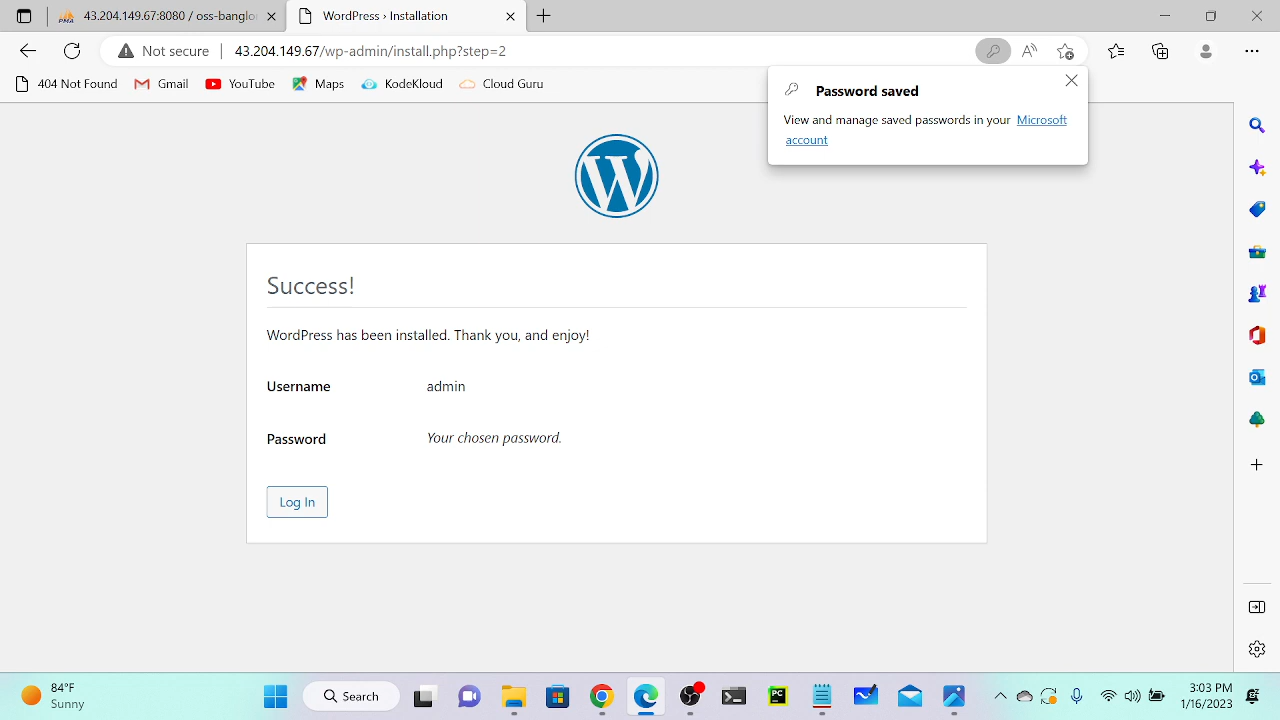 43.204.149.67:8080 / oss-banglo
WordPress › Installation
Not secure
43.204.149.67/wp-admin/install.php?step=2
404 Not Found
Gmail
YouTube
Maps
KodeKloud
Cloud Guru
Password saved
View and manage saved passwords in your Microsoft
account
Success!
WordPress has been installed. Thank you, and enjoy!
Username admin
Password Your chosen password.
Log In
84°F
Sunny
Search
3:03 PM
1/16/2023